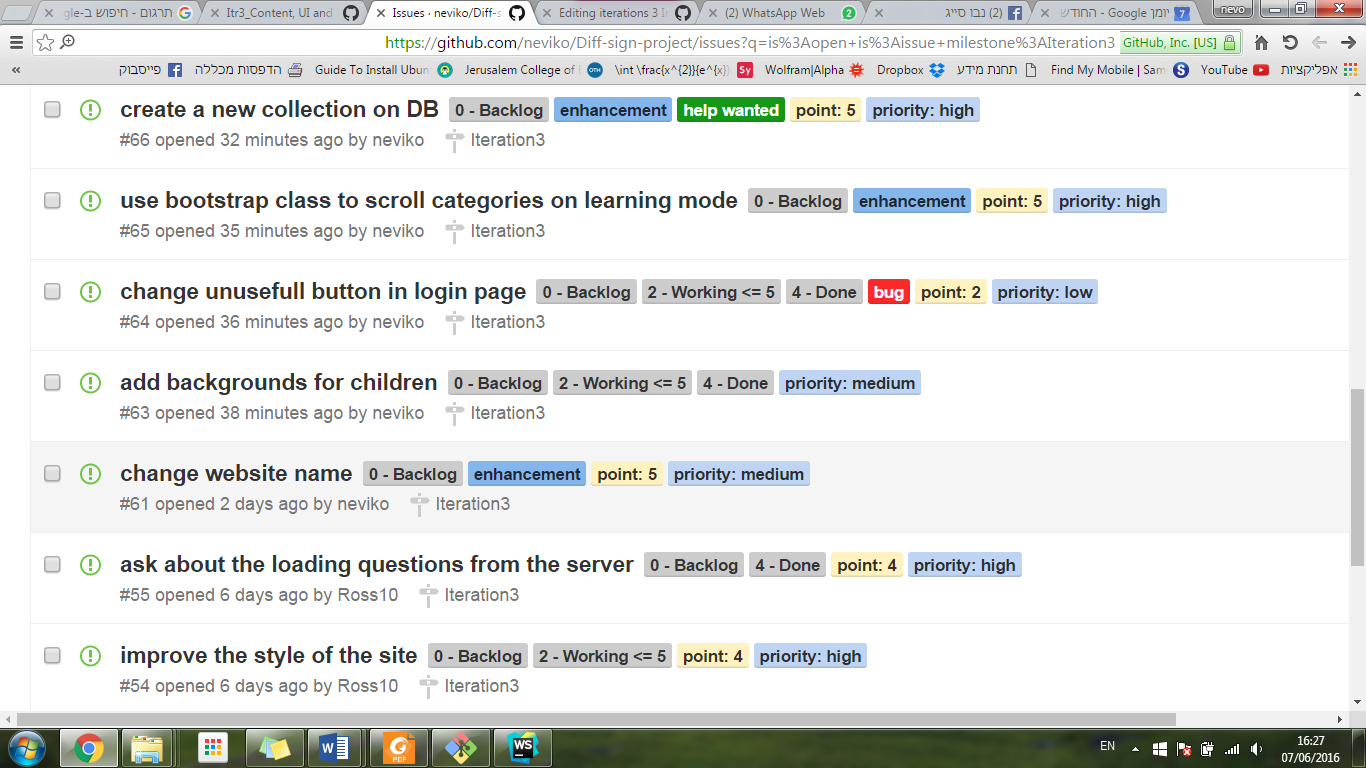 תרגום - חיפוש ב-gle
Itr3_Content, UI and
Issues · neviko/Diff-s
Editing iterations 3 I
(2) WhatsApp Web 2
(2) נבו סייג
יומן Google - החודש 7
nevo
https://github.com/neviko/Diff-sign-project/issues?q=is%3Aopen+is%3Aissue+milestone%3AIteration3 GitHub, Inc. [US]
« פייסבוק הדפסות מכללה Guide To Install Ubun Jerusalem College of \int \frac{x^{2}}{e^{x} Sy Wolfram|Alpha Dropbox תחנת מידע Find My Mobile | Sam S YouTube אפליקציות
create a new collection on DB 0 - Backlog enhancement help wanted point: 5 priority: high
#66 opened 32 minutes ago by neviko Iteration3
use bootstrap class to scroll categories on learning mode 0 - Backlog enhancement point: 5 priority: high
#65 opened 35 minutes ago by neviko Iteration3
change unusefull button in login page 0 - Backlog 2 - Working <= 5 4 - Done bug point: 2 priority: low
#64 opened 36 minutes ago by neviko Iteration3
add backgrounds for children 0 - Backlog 2 - Working <= 5 4 - Done priority: medium
#63 opened 38 minutes ago by neviko Iteration3
change website name 0 - Backlog enhancement point: 5 priority: medium
#61 opened 2 days ago by neviko Iteration3
ask about the loading questions from the server 0 - Backlog 4 - Done point: 4 priority: high
#55 opened 6 days ago by Ross10 Iteration3
improve the style of the site 0 - Backlog 2 - Working <= 5 point: 4 priority: high
#54 opened 6 days ago by Ross10 Iteration3
W PDF WS EN 16:27
07/06/2016